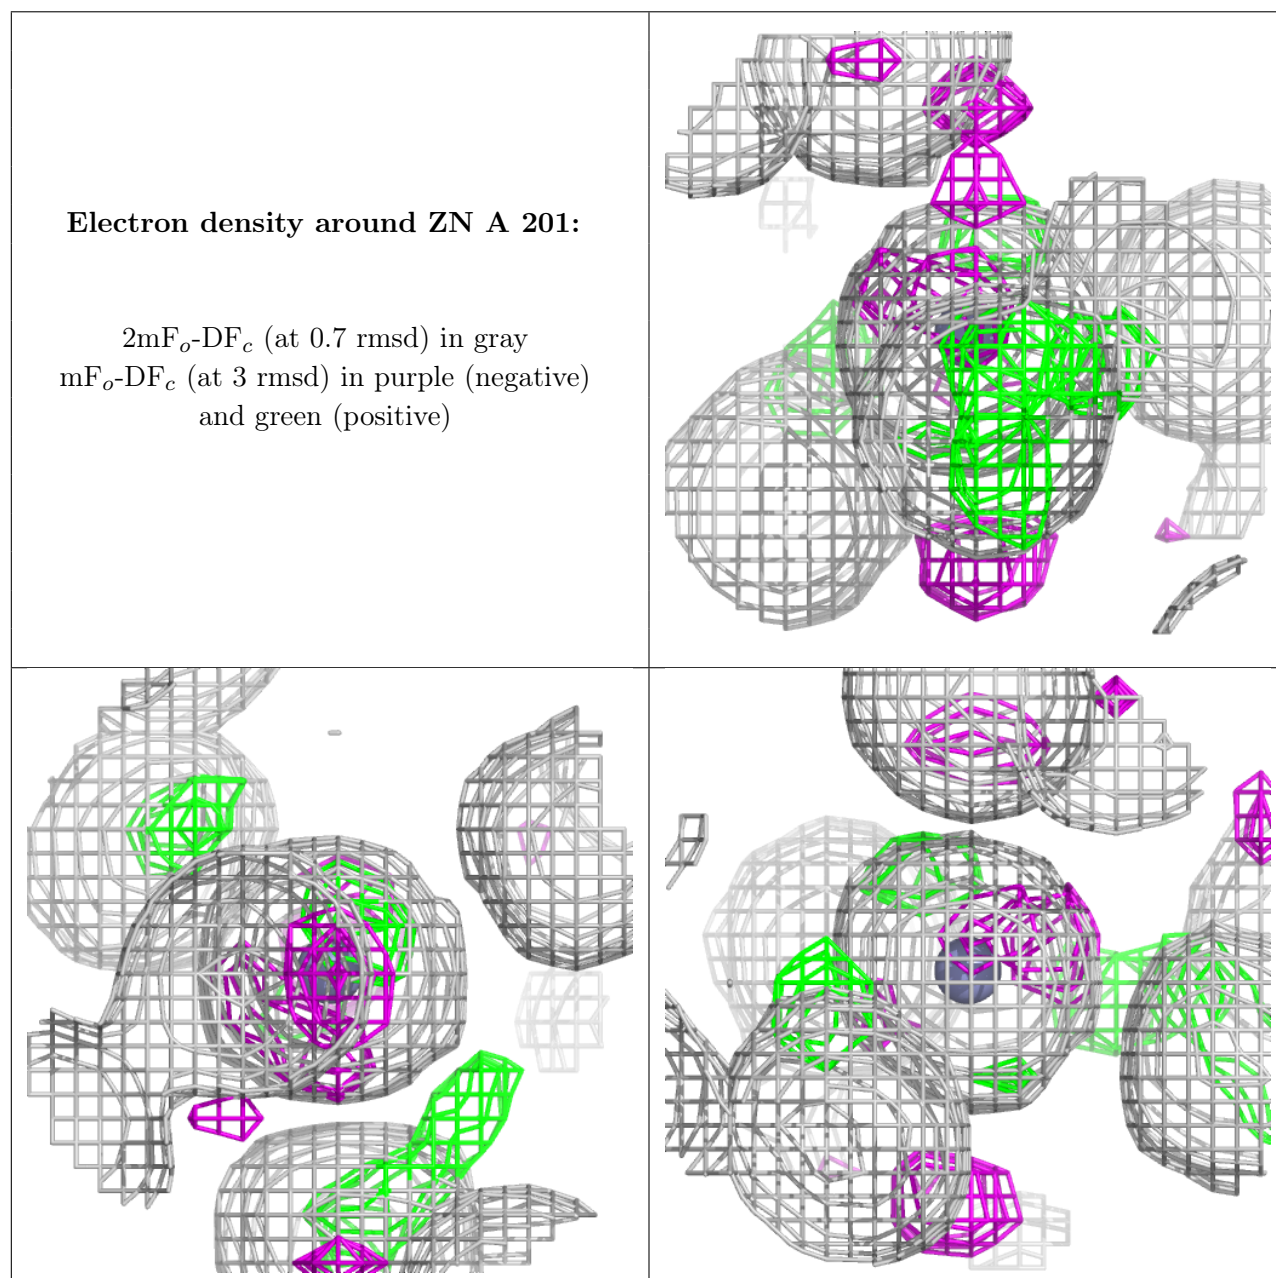 Electron density around ZN A 201:
2mFo-DFc (at 0.7 rmsd) in gray
mFo-DFc (at 3 rmsd) in purple (negative)
and green (positive)